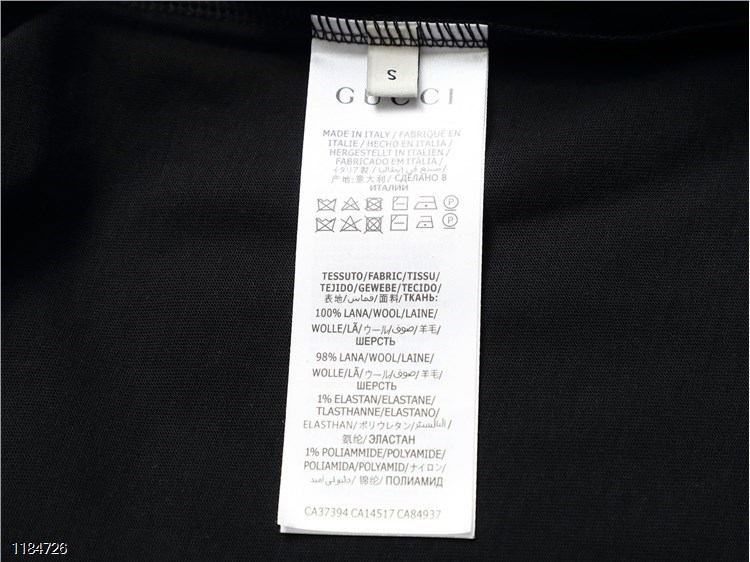 S
GUCCI
MADE IN ITALY / FABRIQUÉ EN
ITALIE / HECHO EN ITALIA /
HERGESTELLT IN ITALIEN /
FABRICADO EM ITÁLIA /
イタリア製 / صنع في إيطاليا /
产地:意大利 / СДЕЛАНО В
ИТАЛИИ
TESSUTO/FABRIC/TISSU/
TEJIDO/GEWEBE/TECIDO/
表地/قماس/面料/ТКАНЬ:
100% LANA/WOOL/LAINE/
WOLLE/LÃ/ウール/صوف/羊毛/
ШЕРСТЬ
98% LANA/WOOL/LAINE/
WOLLE/LÃ/ウール/صوف/羊毛/
ШЕРСТЬ
1% ELASTAN/ELASTANE/
TLASTHANNE/ELASTANO/
ELASTHAN/ポリウレタン/
氨纶/ЭЛАСТАН
1% POLIAMMIDE/POLYAMIDE/
POLIAMIDA/POLYAMID/ナイロン/
锦纶/ПОЛИАМИД
CA37394 CA14517 CA84937
1184726